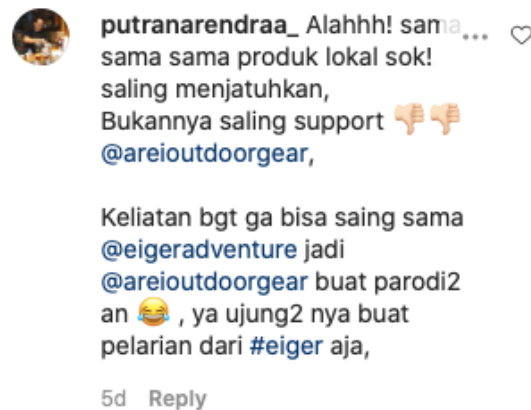 putranarendraa_ Alahhh! sama
sama sama produk lokal sok!
saling menjatuhkan,
Bukannya saling support 👎🏻👎🏻
@areioutdoorgear,
Keliatan bgt ga bisa saing sama
@eigeradventure jadi
@areioutdoorgear buat parodi2
an 😂 , ya ujung2 nya buat
pelarian dari #eiger aja,
5d Reply